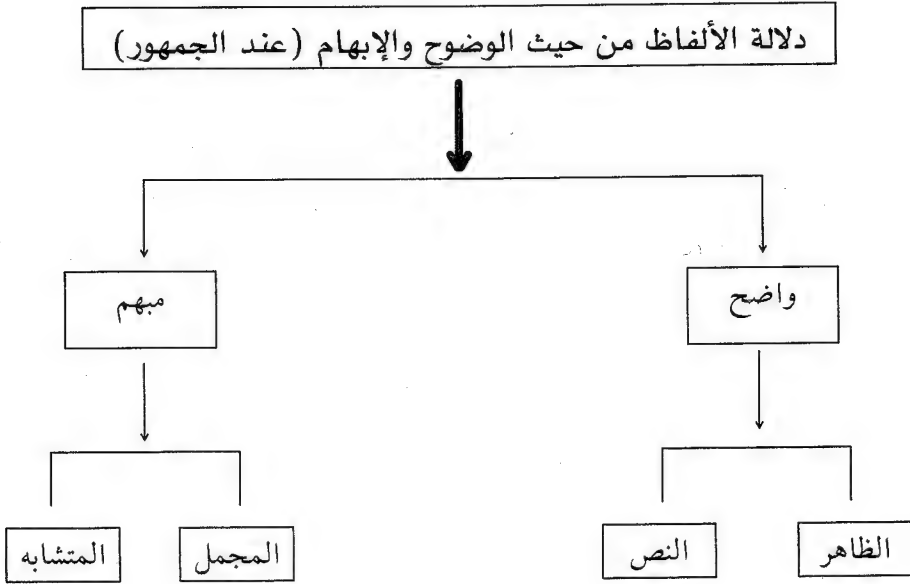 دلالة الألفاظ من حيث الوضوح والإبهام (عند الجمهور)
واضح
مبهم
الظاهر
النص
المجمل
المتشابه